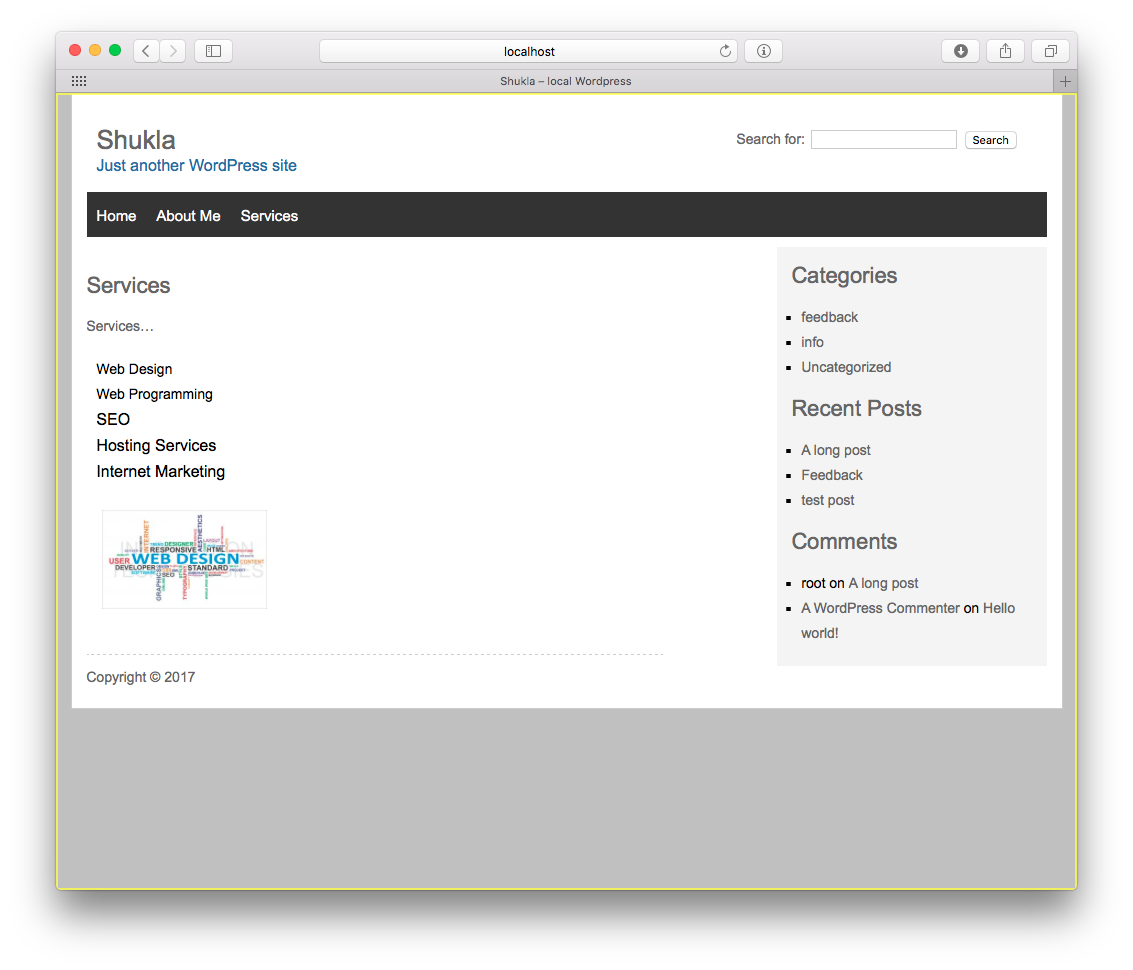 localhost
Shukla – local Wordpress
Shukla
Just another WordPress site
Search for:
Search
Home About Me Services
Services
Services…
Web Design
Web Programming
SEO
Hosting Services
Internet Marketing
INTERNET
AESTHETICS
DESIGNER
LAYOUT
RESPONSIVE HTML
USER WEB DESIGN CONTENT
DEVELOPER STANDARD
SOFTWARE SEO
GRAPHICS
TYPOGRAPHY
Copyright © 2017
Categories
feedback
info
Uncategorized
Recent Posts
A long post
Feedback
test post
Comments
root on A long post
A WordPress Commenter on Hello
world!